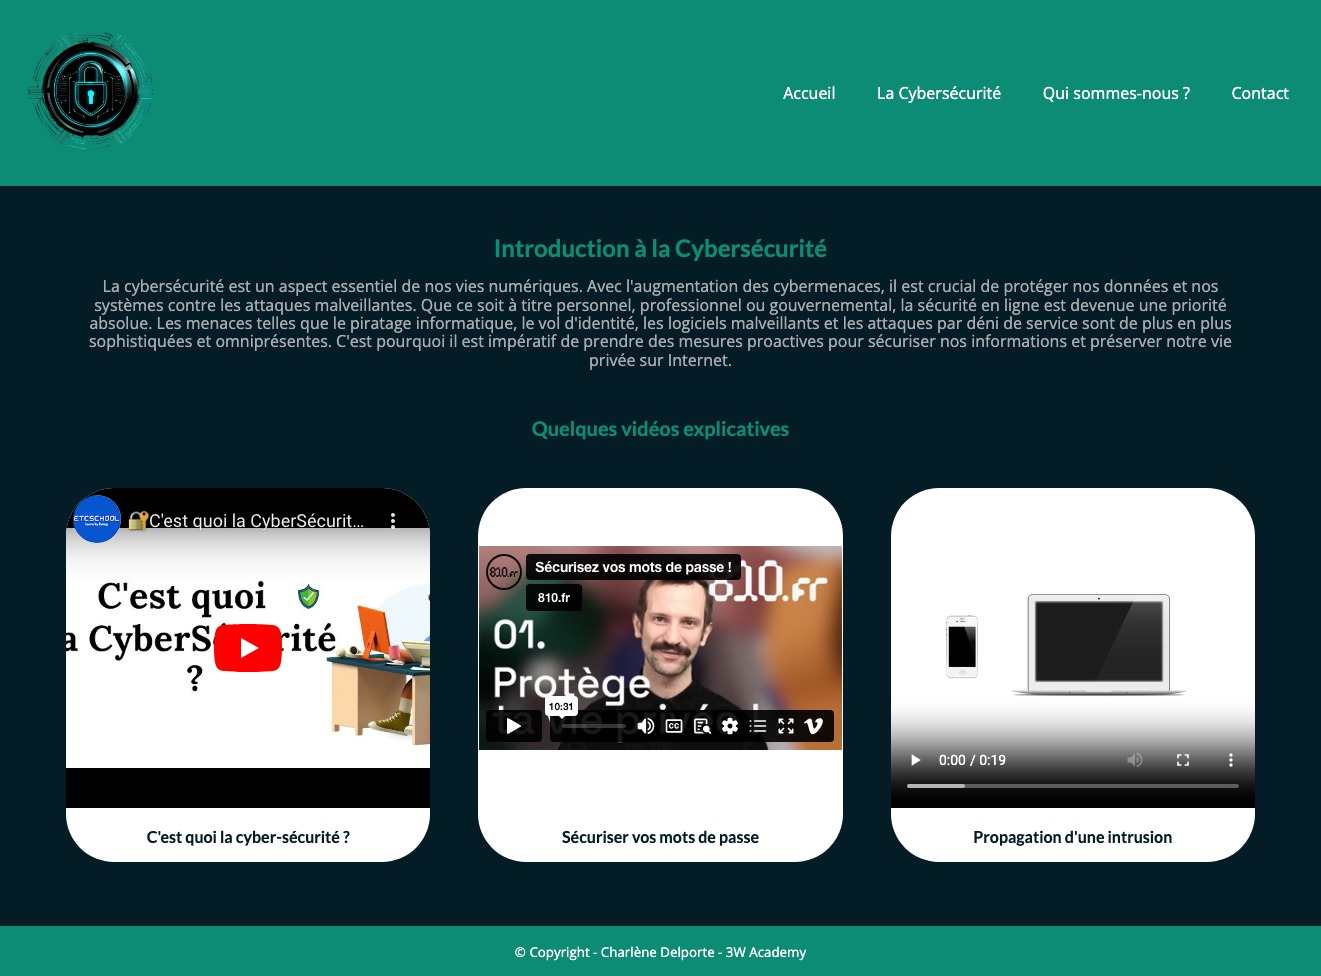 Accueil
La Cybersécurité
Qui sommes-nous ?
Contact
Introduction à la Cybersécurité
La cybersécurité est un aspect essentiel de nos vies numériques. Avec l'augmentation des cybermenaces, il est crucial de protéger nos données et nos
systèmes contre les attaques malveillantes. Que ce soit à titre personnel, professionnel ou gouvernemental, la sécurité en ligne est devenue une priorité
absolue. Les menaces telles que le piratage informatique, le vol d'identité, les logiciels malveillants et les attaques par déni de service sont de plus en plus
sophistiquées et omniprésentes. C'est pourquoi il est impératif de prendre des mesures proactives pour sécuriser nos informations et préserver notre vie
privée sur Internet.
Quelques vidéos explicatives
ETCSCHOOL
C'est quoi la CyberSécurit...
C'est quoi
a CyberSécurité
?
C'est quoi la cyber-sécurité ?
810.fr
Sécurisez vos mots de passe !
810.fr
810.fr
01.
Protège
ta vie privée !
10:31
CC
Sécuriser vos mots de passe
0:00 / 0:19
Propagation d'une intrusion
© Copyright - Charlène Delporte - 3W Academy